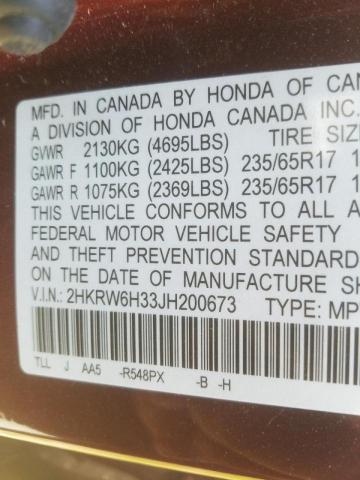 MFD. IN CANADA BY HONDA OF CAN
A DIVISION OF HONDA CANADA INC.
GVWR 2130KG (4695LBS) TIRE SIZ
GAWR F 1100KG (2425LBS) 235/65R17 1
GAWR R 1075KG (2369LBS) 235/65R17 1
THIS VEHICLE CONFORMS TO ALL A
FEDERAL MOTOR VEHICLE SAFETY
AND THEFT PREVENTION STANDARD
ON THE DATE OF MANUFACTURE SH
V.I.N.: 2HKRW6H33JH200673 TYPE: MP
TLL J AA5 -R548PX -B -H